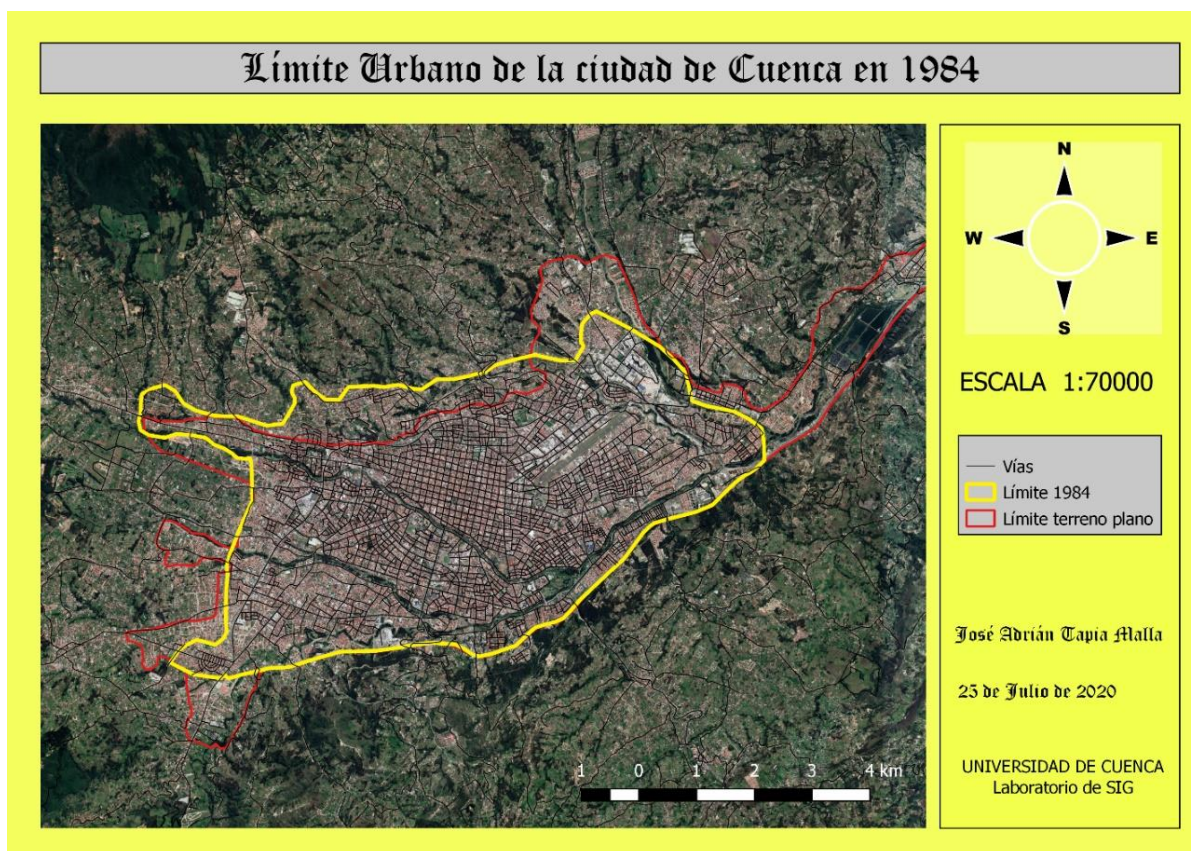 Límite Urbano de la ciudad de Cuenca en 1984
N
W E
S
ESCALA 1:70000
Vías
Límite 1984
Límite terreno plano
José Adrián Tapia Malla
25 de Julio de 2020
UNIVERSIDAD DE CUENCA
Laboratorio de SIG
1 0 1 2 3 4 km